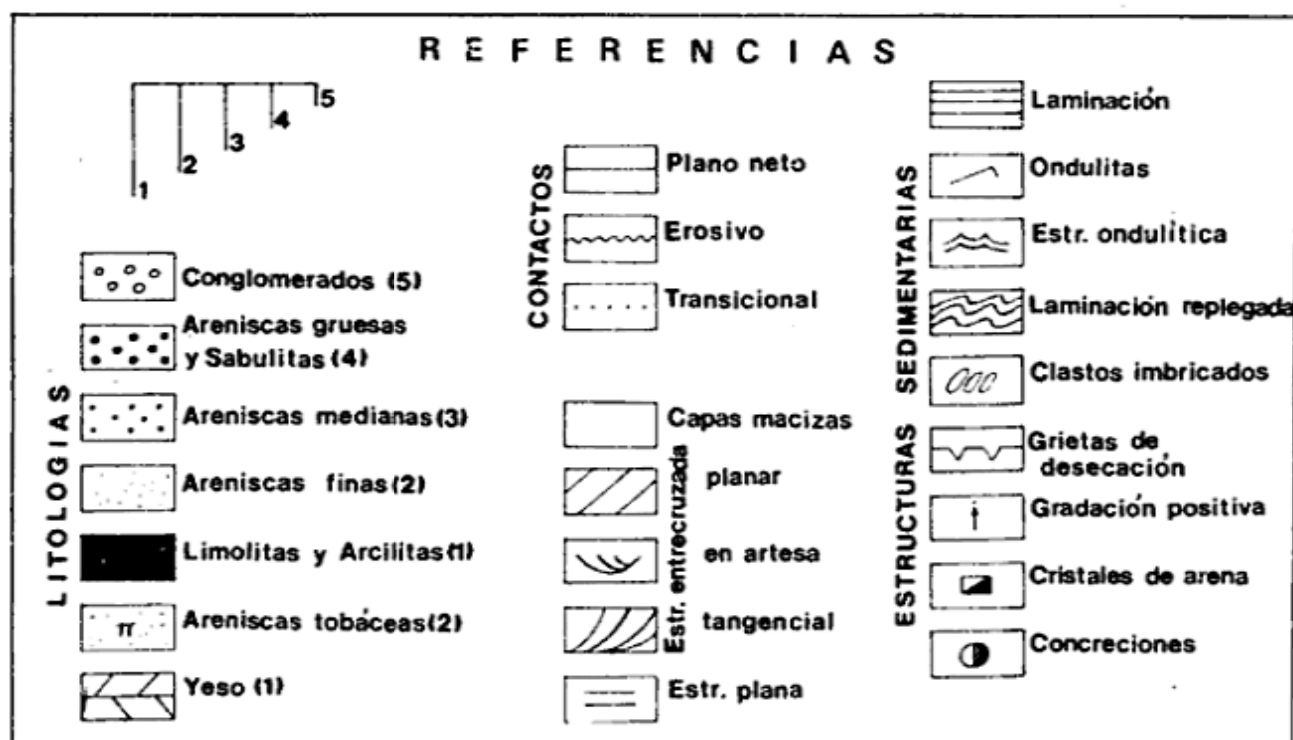 REFERENCIAS
1
2
3
4
5
LITOLOGIAS
Conglomerados (5)
Areniscas gruesas
y Sabulitas (4)
Areniscas medianas (3)
Areniscas finas (2)
Limolitas y Arcilitas (1)
Areniscas tobáceas (2)
π
Yeso (1)
CONTACTOS
Plano neto
Erosivo
Transicional
Capas macizas
Estr. entrecruzada
planar
en artesa
tangencial
Estr. plana
ESTRUCTURAS SEDIMENTARIAS
Laminación
Ondulitas
Estr. ondulítica
Laminación replegada
Clastos imbricados
Grietas de
desecación
Gradación positiva
Cristales de arena
Concreciones